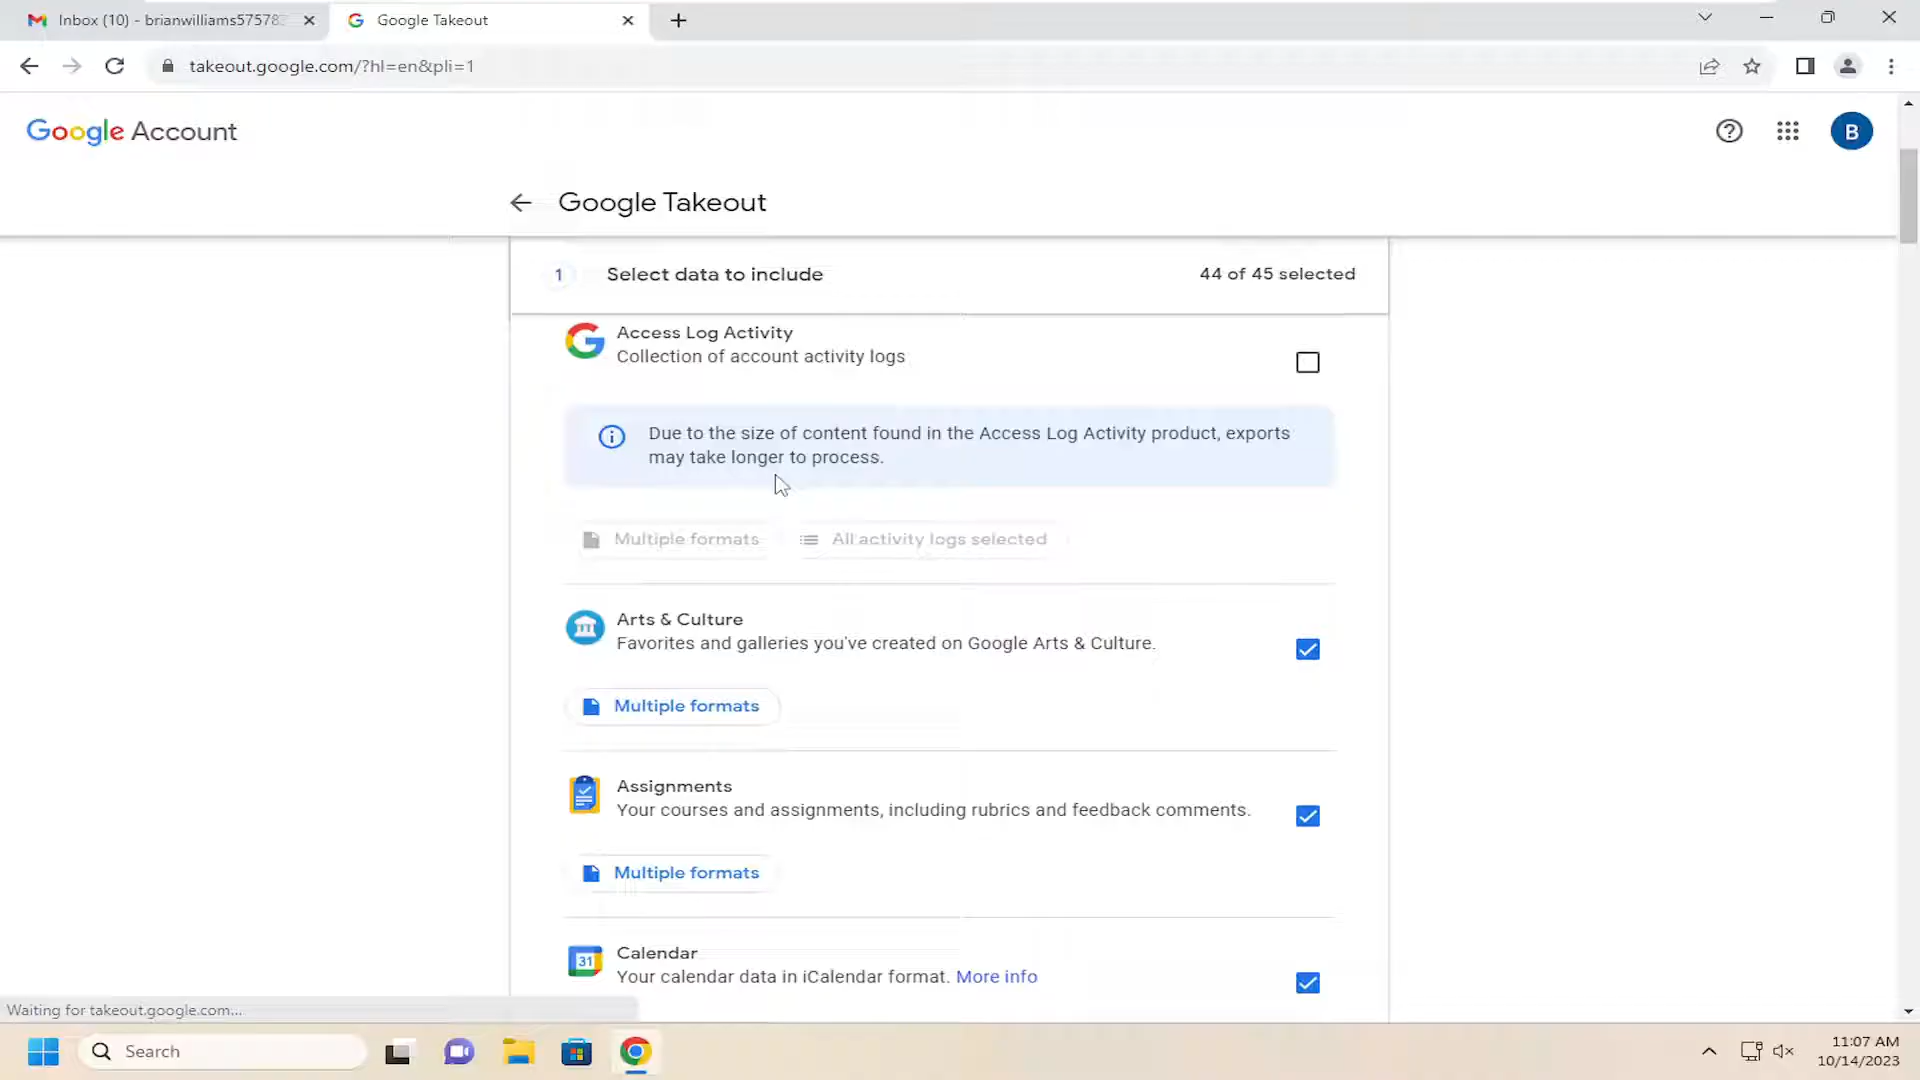 Inbox (10) - brianwilliams57578
Google Takeout
takeout.google.com/?hl=en&pli=1
Google Account
B
Google Takeout
1 Select data to include 44 of 45 selected
Access Log Activity
Collection of account activity logs
Due to the size of content found in the Access Log Activity product, exports
may take longer to process.
Multiple formats All activity logs selected
Arts & Culture
Favorites and galleries you've created on Google Arts & Culture.
Multiple formats
Assignments
Your courses and assignments, including rubrics and feedback comments.
Multiple formats
31
Calendar
Your calendar data in iCalendar format. More info
Waiting for takeout.google.com...
Search
11:07 AM
10/14/2023